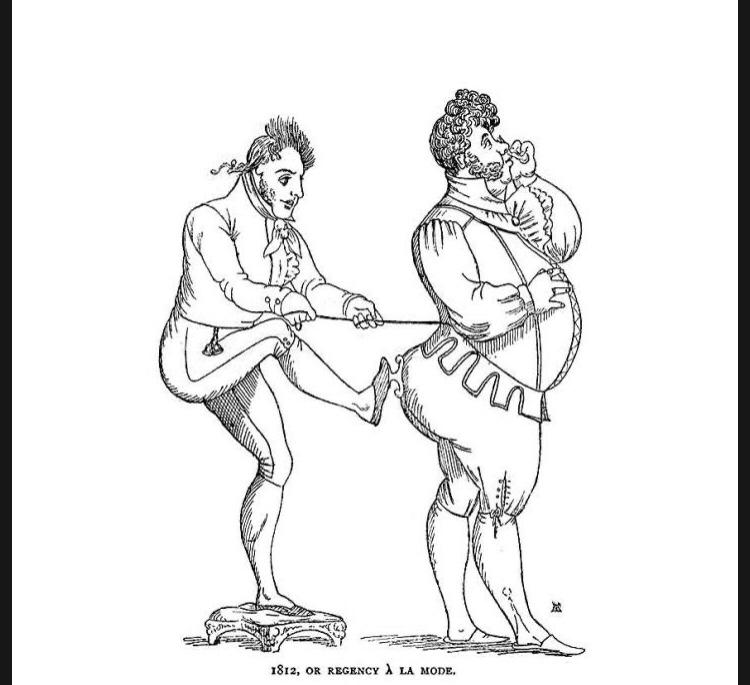 1812, OR REGENCY À LA MODE.